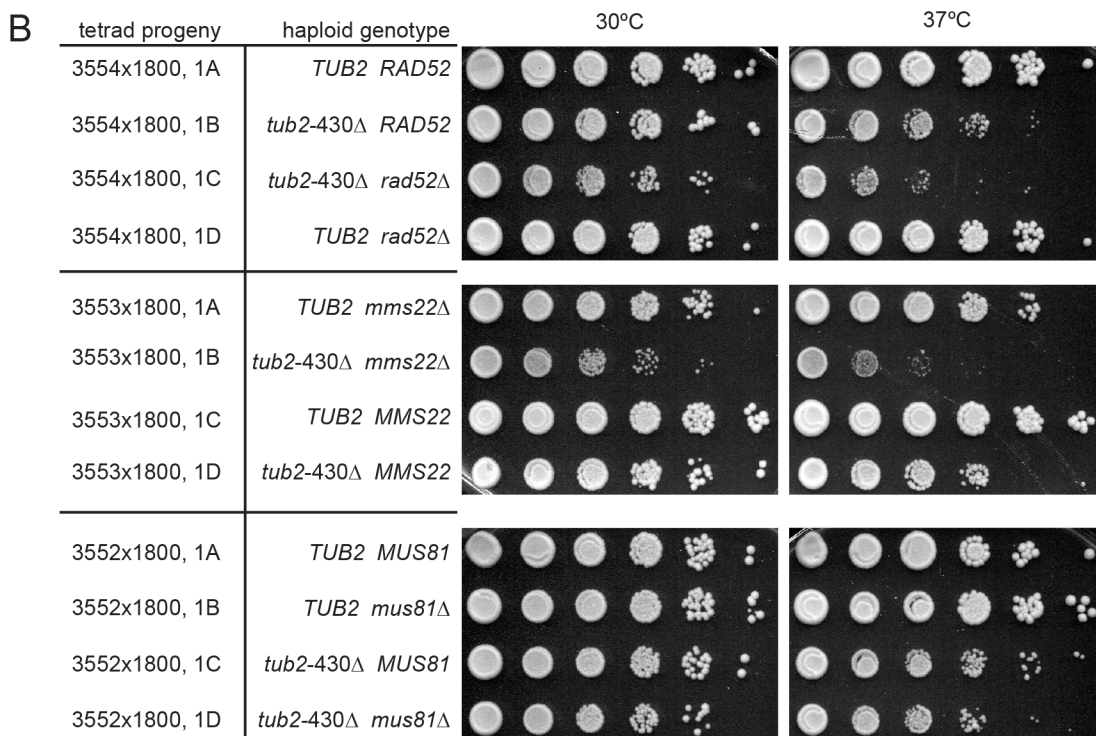 B
tetrad progeny haploid genotype 30ºC 37ºC
3554x1800, 1A TUB2 RAD52
3554x1800, 1B tub2-430Δ RAD52
3554x1800, 1C tub2-430Δ rad52Δ
3554x1800, 1D TUB2 rad52Δ
3553x1800, 1A TUB2 mms22Δ
3553x1800, 1B tub2-430Δ mms22Δ
3553x1800, 1C TUB2 MMS22
3553x1800, 1D tub2-430Δ MMS22
3552x1800, 1A TUB2 MUS81
3552x1800, 1B TUB2 mus81Δ
3552x1800, 1C tub2-430Δ MUS81
3552x1800, 1D tub2-430Δ mus81Δ